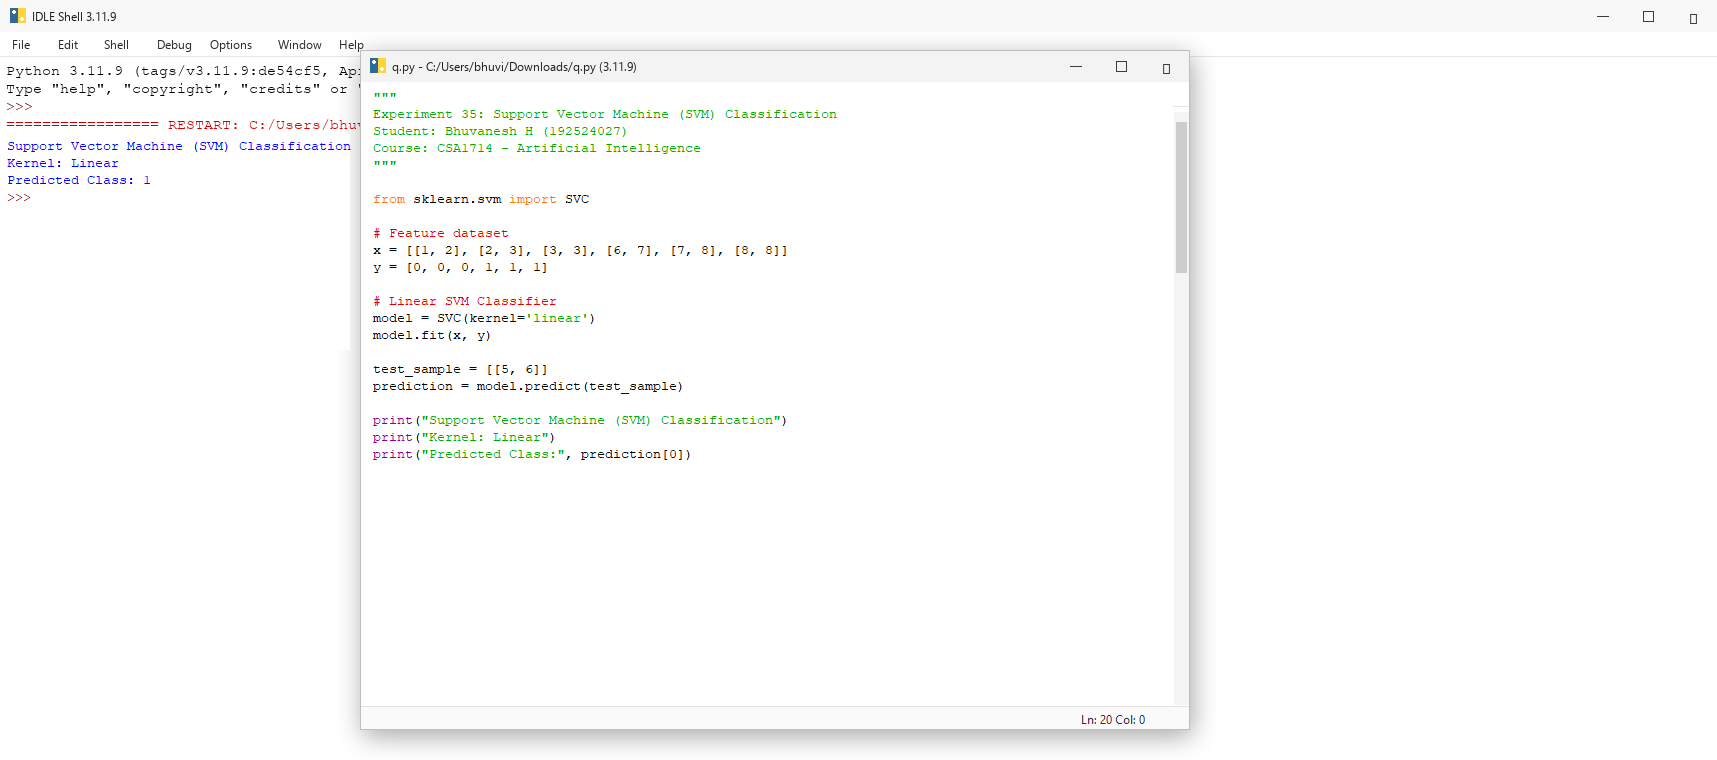 IDLE Shell 3.11.9
File Edit Shell Debug Options Window Help
Python 3.11.9 (tags/v3.11.9:de54cf5, Ap
Type "help", "copyright", "credits" or "
>>>
================= RESTART: C:/Users/bhuv
Support Vector Machine (SVM) Classification
Kernel: Linear
Predicted Class: 1
>>>
q.py - C:/Users/bhuvi/Downloads/q.py (3.11.9)
"""
Experiment 35: Support Vector Machine (SVM) Classification
Student: Bhuvanesh H (192524027)
Course: CSA1714 - Artificial Intelligence
"""
from sklearn.svm import SVC
# Feature dataset
x = [[1, 2], [2, 3], [3, 3], [6, 7], [7, 8], [8, 8]]
y = [0, 0, 0, 1, 1, 1]
# Linear SVM Classifier
model = SVC(kernel='linear')
model.fit(x, y)
test_sample = [[5, 6]]
prediction = model.predict(test_sample)
print("Support Vector Machine (SVM) Classification")
print("Kernel: Linear")
print("Predicted Class:", prediction[0])
Ln: 20 Col: 0